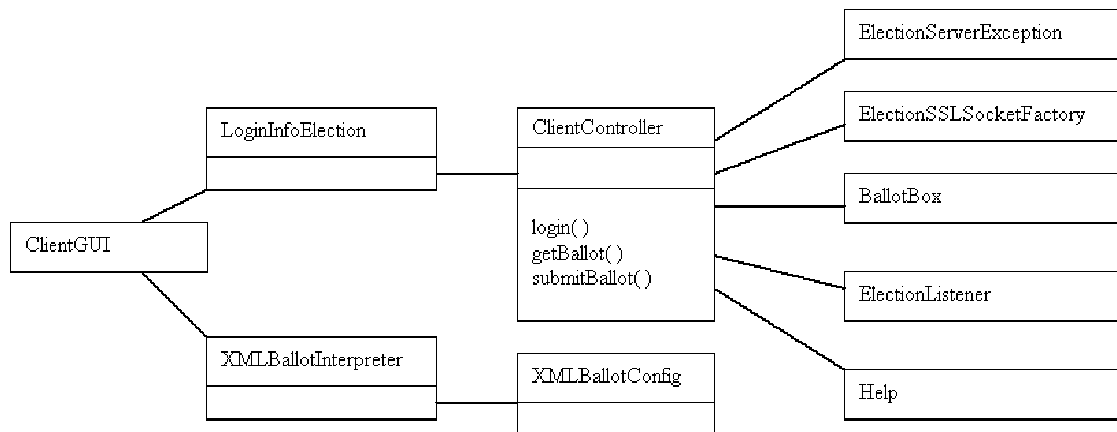 ElectionServerException
LoginInfoElection
ClientController
ElectionSSLSocketFactory
BallotBox
login( )
getBallot( )
submitBallot( )
ClientGUI
ElectionListener
XMLBallotInterpreter
XMLBallotConfig
Help